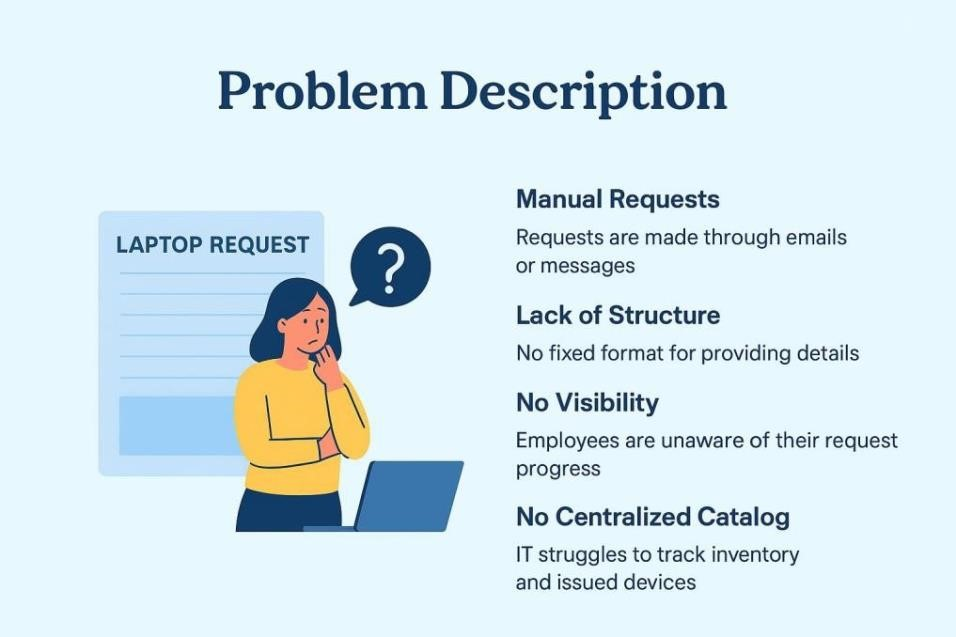 Problem Description
LAPTOP REQUEST
?
Manual Requests
Requests are made through emails
or messages
Lack of Structure
No fixed format for providing details
No Visibility
Employees are unaware of their request
progress
No Centralized Catalog
IT struggles to track inventory
and issued devices